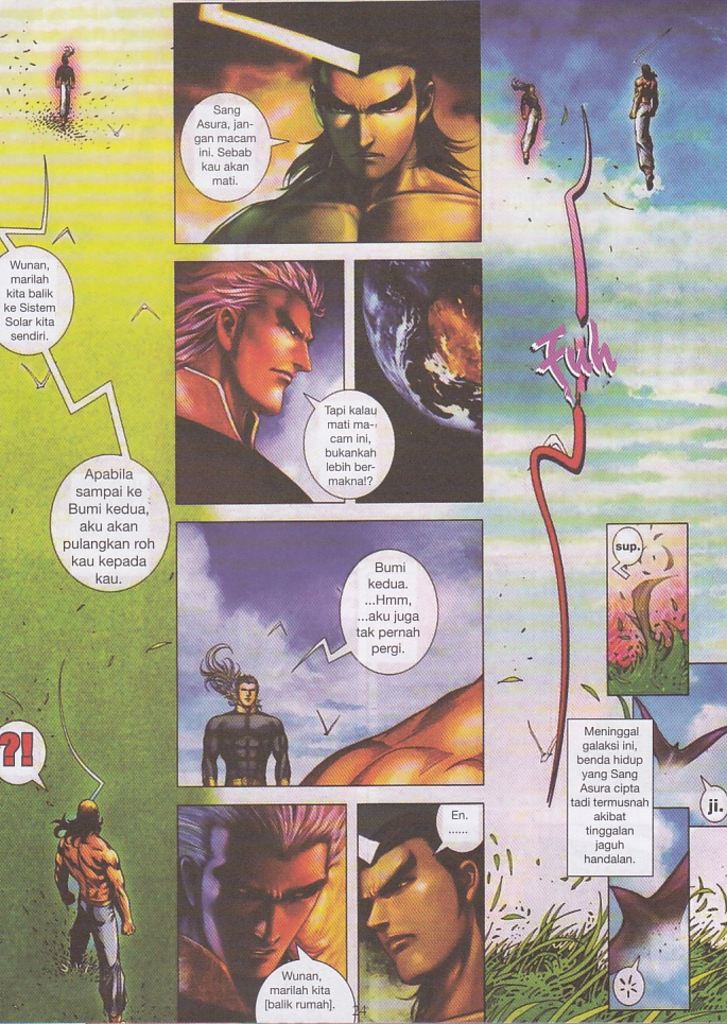 Wunan,
marilah
kita balik
ke Sistem
Solar kita
sendiri.
Apabila
sampai ke
Bumi kedua,
aku akan
pulangkan roh
kau kepada
kau.
?!
Sang
Asura, jan-
gan macam
ini. Sebab
kau akan
mati.
Tapi kalau
mati ma-
cam ini,
bukankah
lebih ber-
makna!?
Bumi
kedua.
...Hmm,
...aku juga
tak pernah
pergi.
Wunan,
marilah kita
[balik rumah].
En.
......
Fuh
sup.
Meninggal
galaksi ini,
benda hidup
yang Sang
Asura cipta
tadi termusnah
akibat
tinggalan
jaguh
handalan.
ji.
24